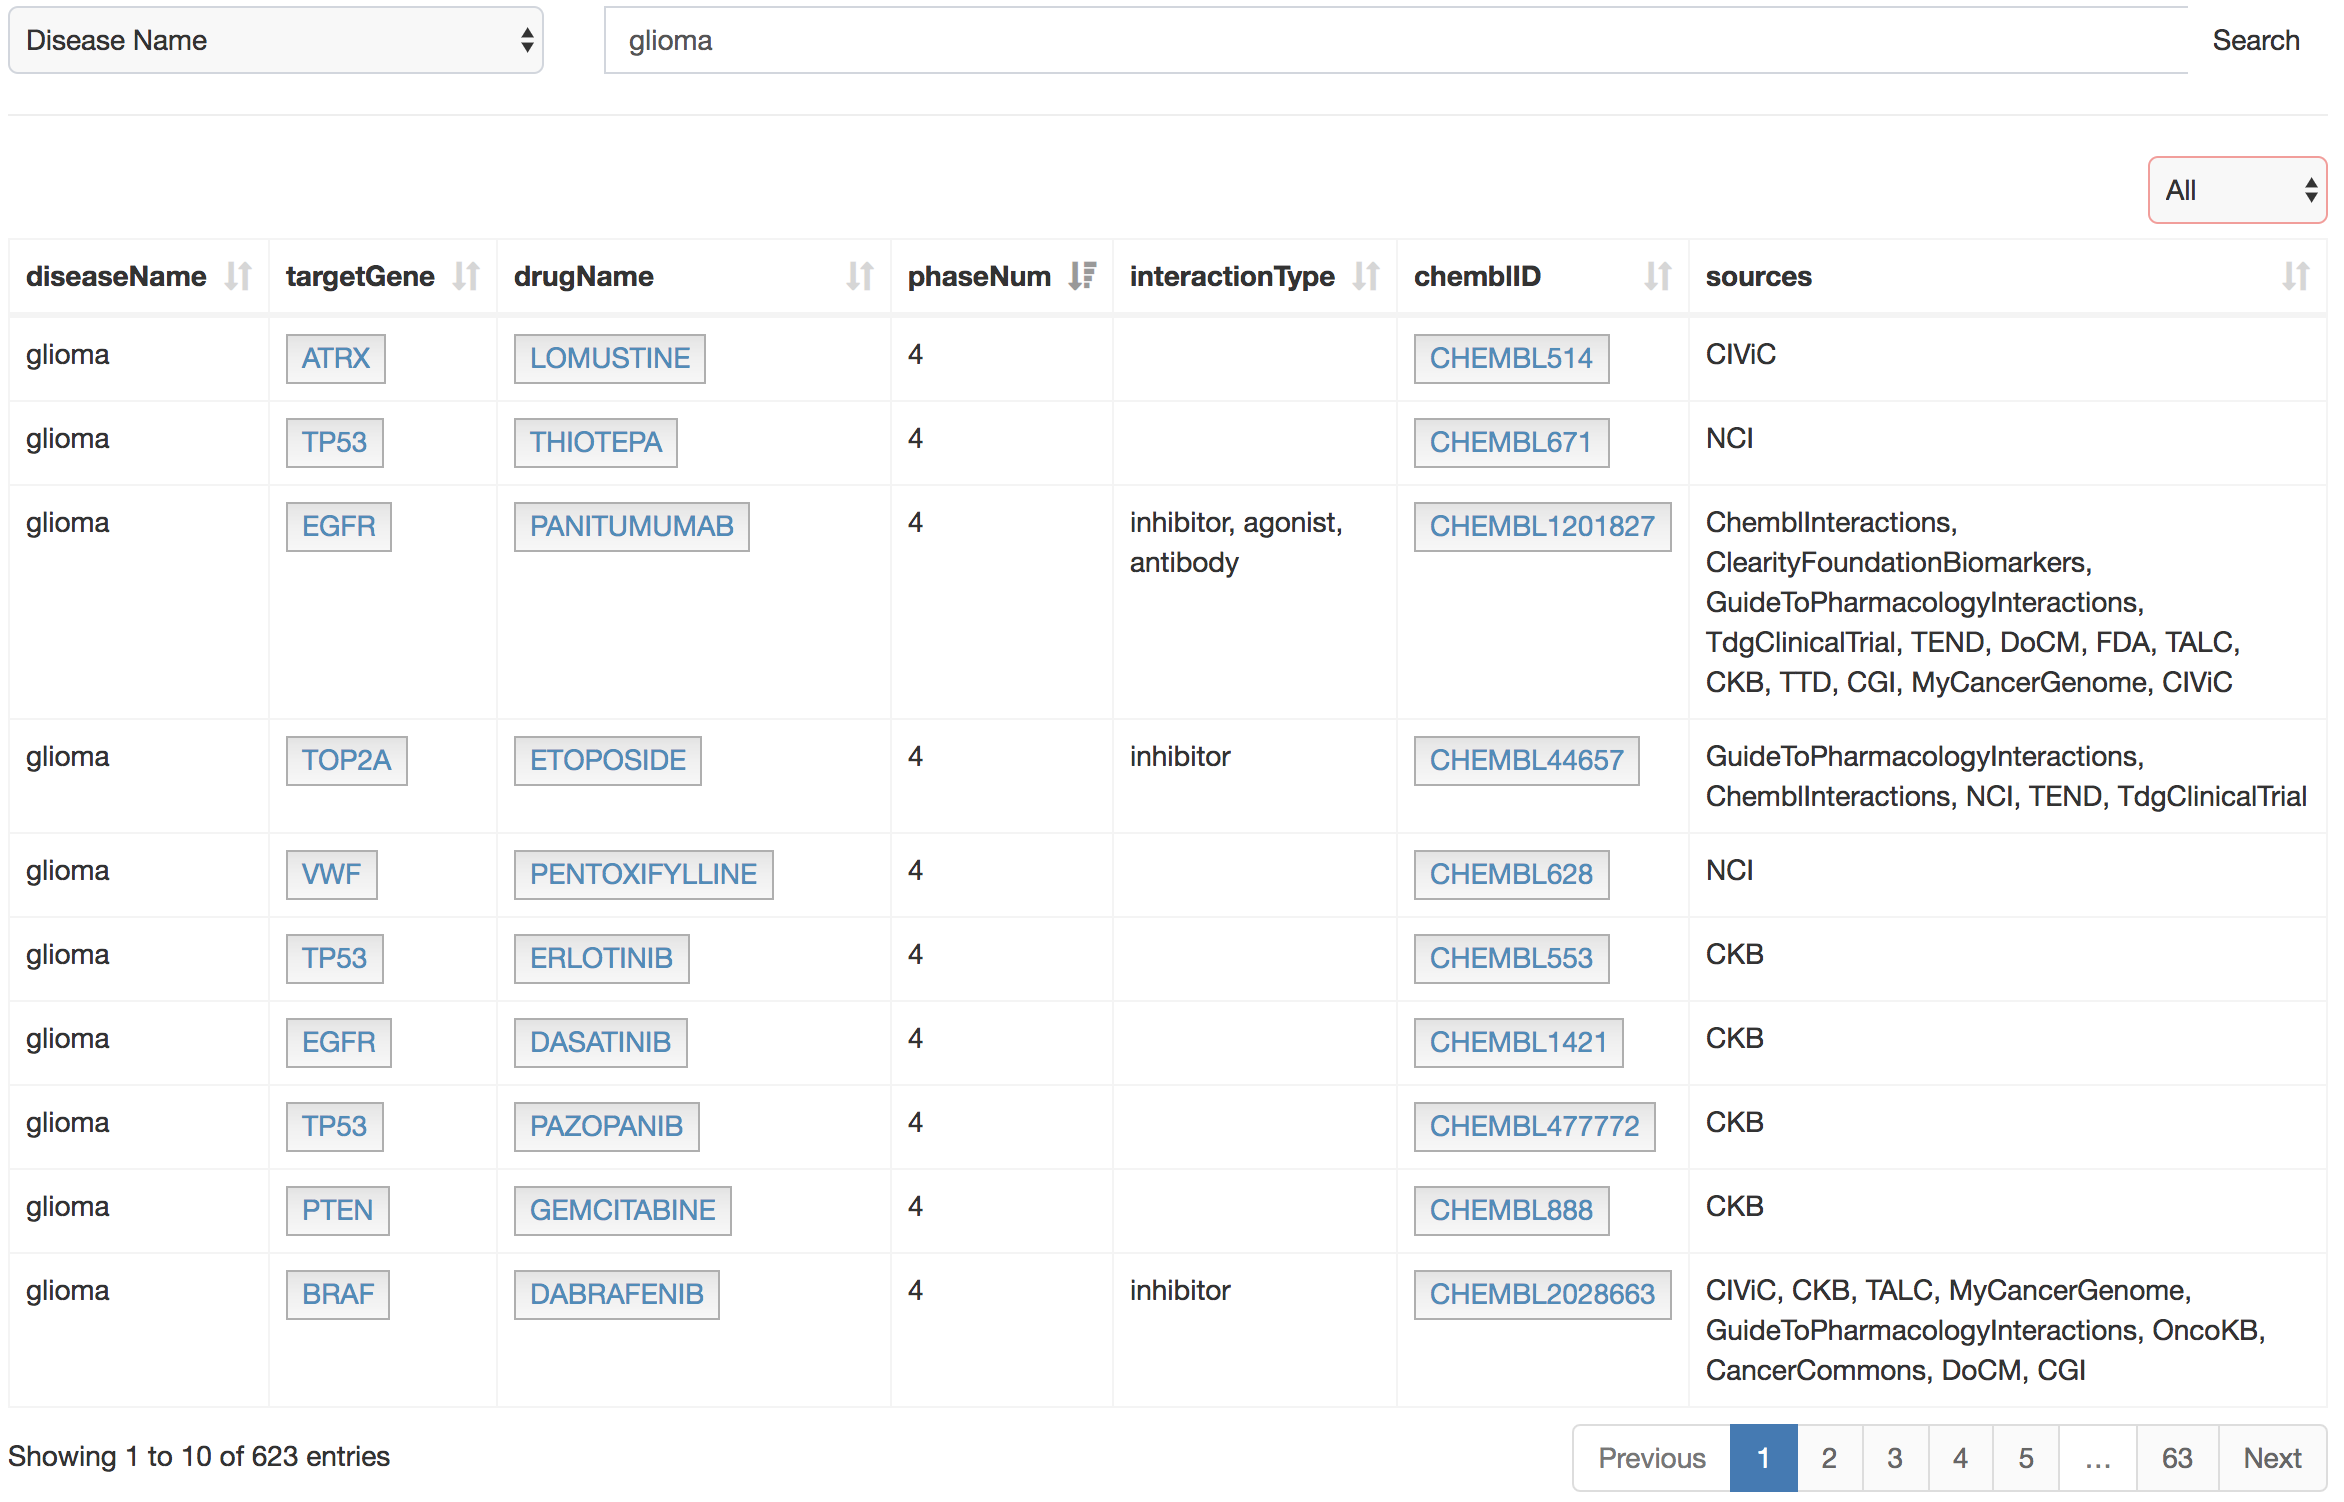 Disease Name glioma Search
All
diseaseName targetGene drugName phaseNum interactionType chemblID sources
glioma ATRX LOMUSTINE 4 CHEMBL514 CIViC
glioma TP53 THIOTEPA 4 CHEMBL671 NCI
glioma EGFR PANITUMUMAB 4 inhibitor, agonist, CHEMBL1201827 ChemblInteractions,
antibody ClearityFoundationBiomarkers,
GuideToPharmacologyInteractions,
TdgClinicalTrial, TEND, DoCM, FDA, TALC,
CKB, TTD, CGI, MyCancerGenome, CIViC
glioma TOP2A ETOPOSIDE 4 inhibitor CHEMBL44657 GuideToPharmacologyInteractions,
ChemblInteractions, NCI, TEND, TdgClinicalTrial
glioma VWF PENTOXIFYLLINE 4 CHEMBL628 NCI
glioma TP53 ERLOTINIB 4 CHEMBL553 CKB
glioma EGFR DASATINIB 4 CHEMBL1421 CKB
glioma TP53 PAZOPANIB 4 CHEMBL477772 CKB
glioma PTEN GEMCITABINE 4 CHEMBL888 CKB
glioma BRAF DABRAFENIB 4 inhibitor CHEMBL2028663 CIViC, CKB, TALC, MyCancerGenome,
GuideToPharmacologyInteractions, OncoKB,
CancerCommons, DoCM, CGI
Showing 1 to 10 of 623 entries Previous 1 2 3 4 5 ... 63 Next